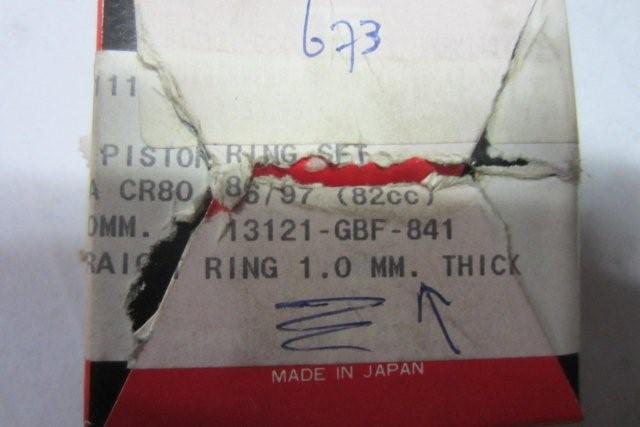 673
111
PISTON RING SET
A CR80 86/97 (82cc)
0MM. 13121-GBF-841
RAIGHT RING 1.0 MM. THICK
MADE IN JAPAN